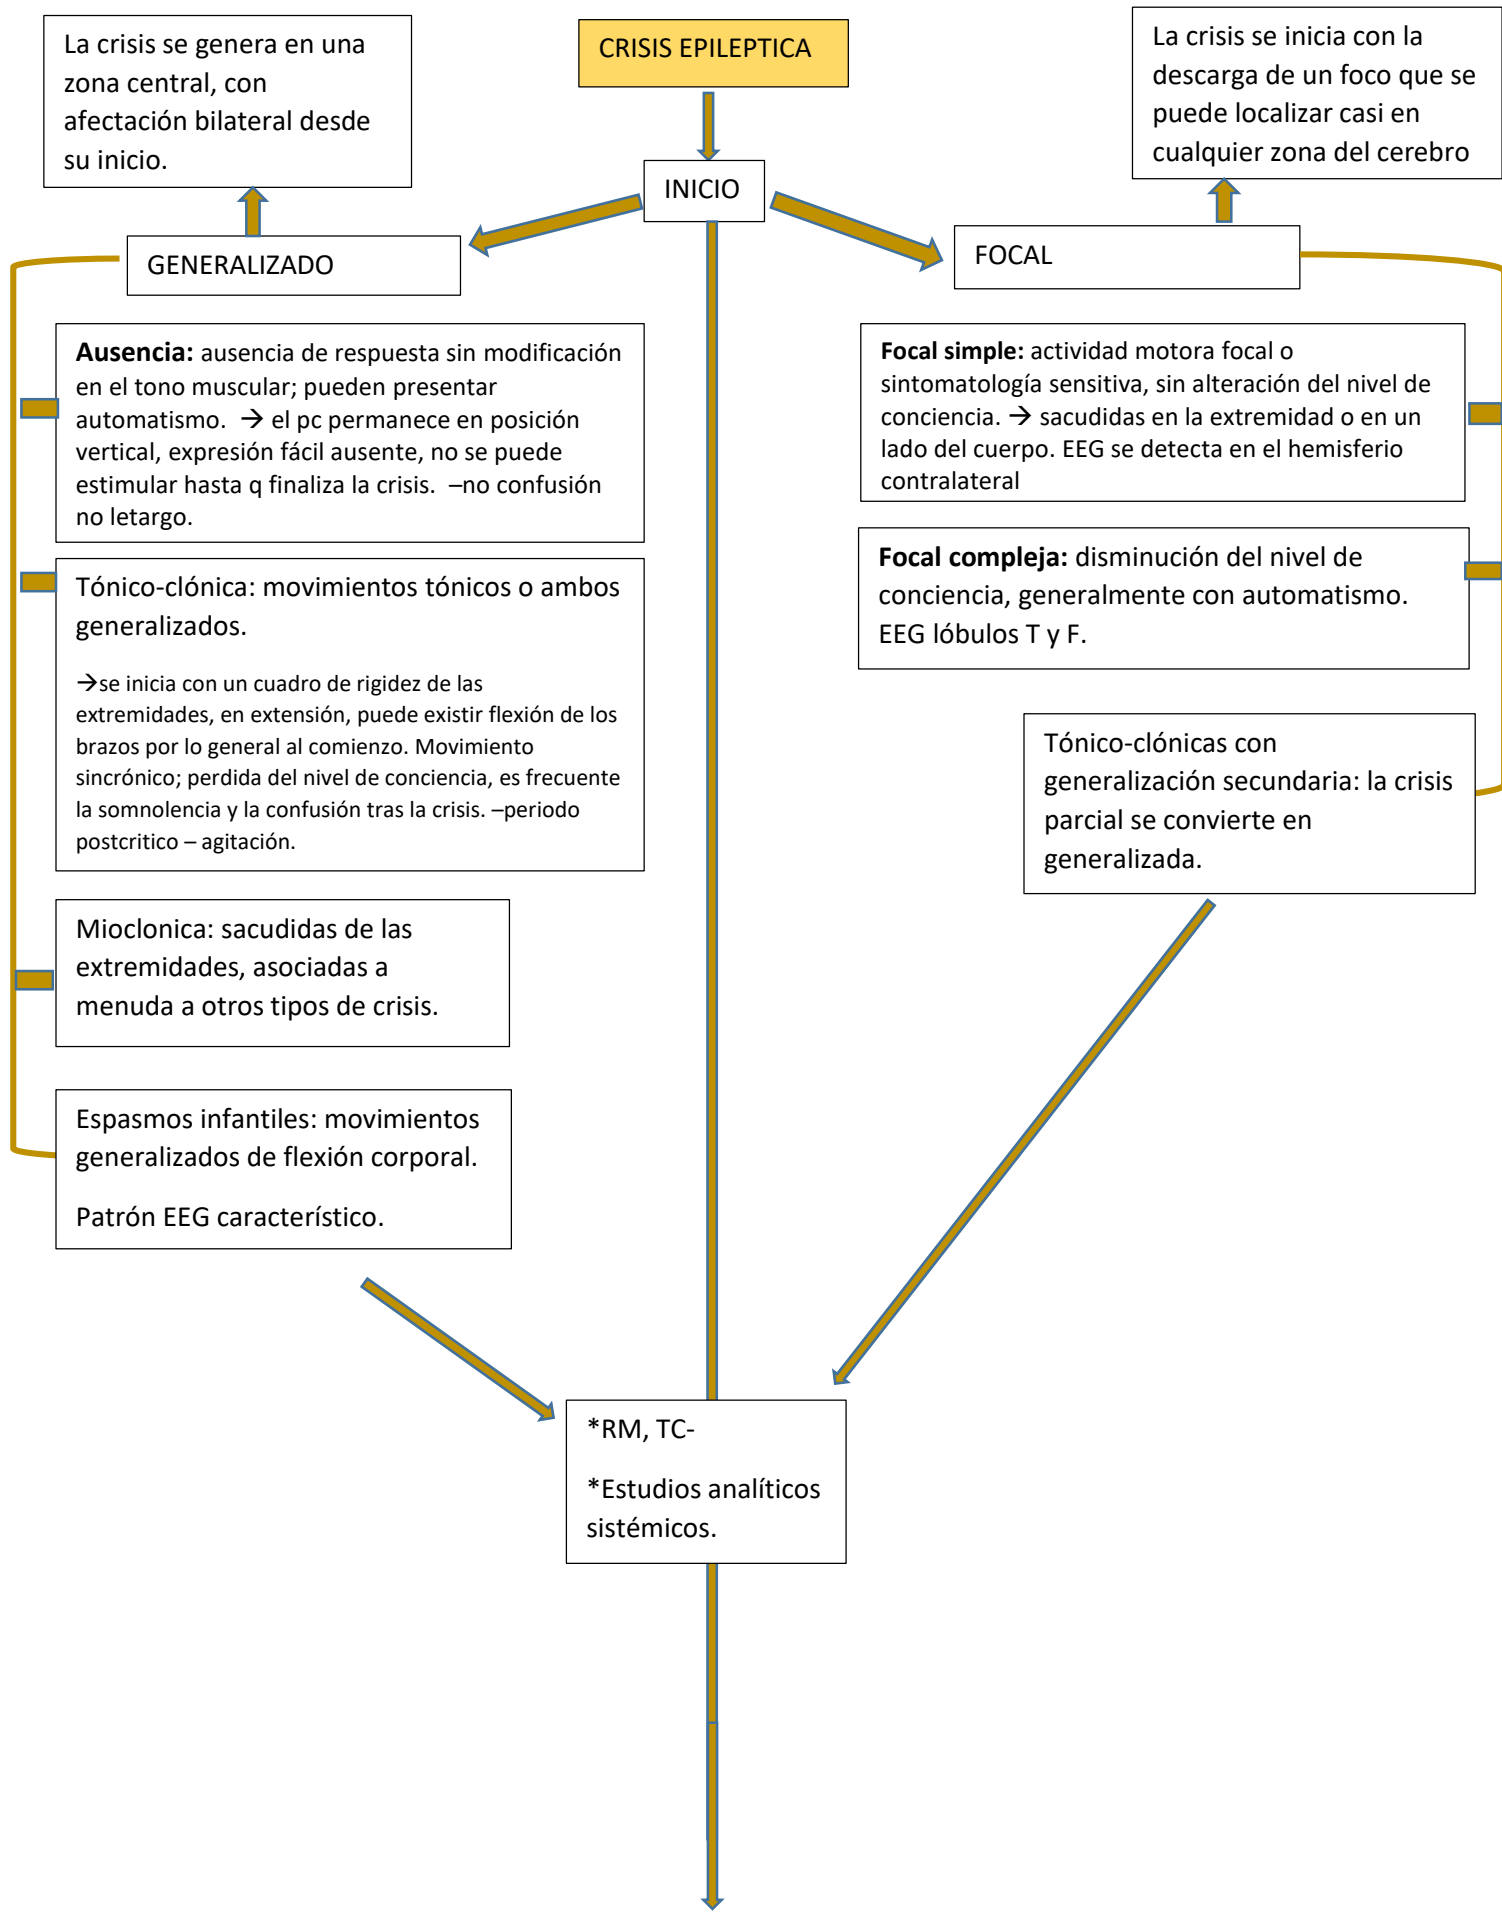 CRISIS EPILEPTICA
La crisis se genera en una
zona central, con
afectación bilateral desde
su inicio.
La crisis se inicia con la
descarga de un foco que se
puede localizar casi en
cualquier zona del cerebro
INICIO
GENERALIZADO
FOCAL
Ausencia: ausencia de respuesta sin modificación
en el tono muscular; pueden presentar
automatismo. → el pc permanece en posición
vertical, expresión fácil ausente, no se puede
estimular hasta q finaliza la crisis. –no confusión
no letargo.
Tónico-clónica: movimientos tónicos o ambos
generalizados.
→se inicia con un cuadro de rigidez de las
extremidades, en extensión, puede existir flexión de los
brazos por lo general al comienzo. Movimiento
sincrónico; perdida del nivel de conciencia, es frecuente
la somnolencia y la confusión tras la crisis. –periodo
postcritico – agitación.
Mioclonica: sacudidas de las
extremidades, asociadas a
menuda a otros tipos de crisis.
Espasmos infantiles: movimientos
generalizados de flexión corporal.
Patrón EEG característico.
Focal simple: actividad motora focal o
sintomatología sensitiva, sin alteración del nivel de
conciencia. → sacudidas en la extremidad o en un
lado del cuerpo. EEG se detecta en el hemisferio
contralateral
Focal compleja: disminución del nivel de
conciencia, generalmente con automatismo.
EEG lóbulos T y F.
Tónico-clónicas con
generalización secundaria: la crisis
parcial se convierte en
generalizada.
*RM, TC-
*Estudios analíticos
sistémicos.